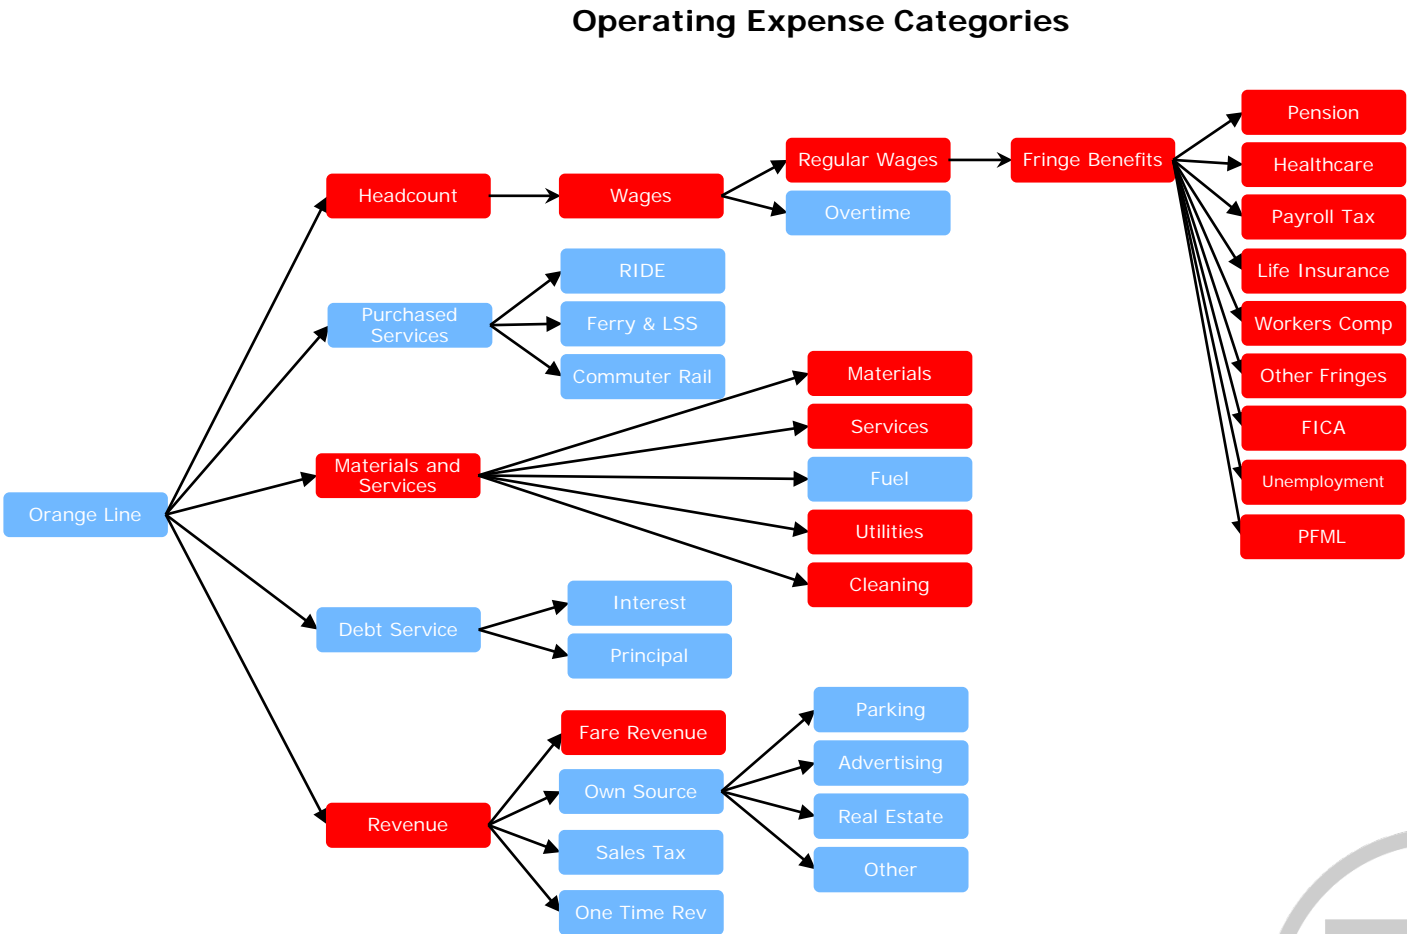 Operating Expense Categories
Orange Line
Headcount
Purchased
Services
Materials and
Services
Debt Service
Revenue
Wages
RIDE
Ferry & LSS
Commuter Rail
Interest
Principal
Fare Revenue
Own Source
Sales Tax
One Time Rev
Regular Wages
Overtime
Materials
Services
Fuel
Utilities
Cleaning
Parking
Advertising
Real Estate
Other
Fringe Benefits
Pension
Healthcare
Payroll Tax
Life Insurance
Workers Comp
Other Fringes
FICA
Unemployment
PFML